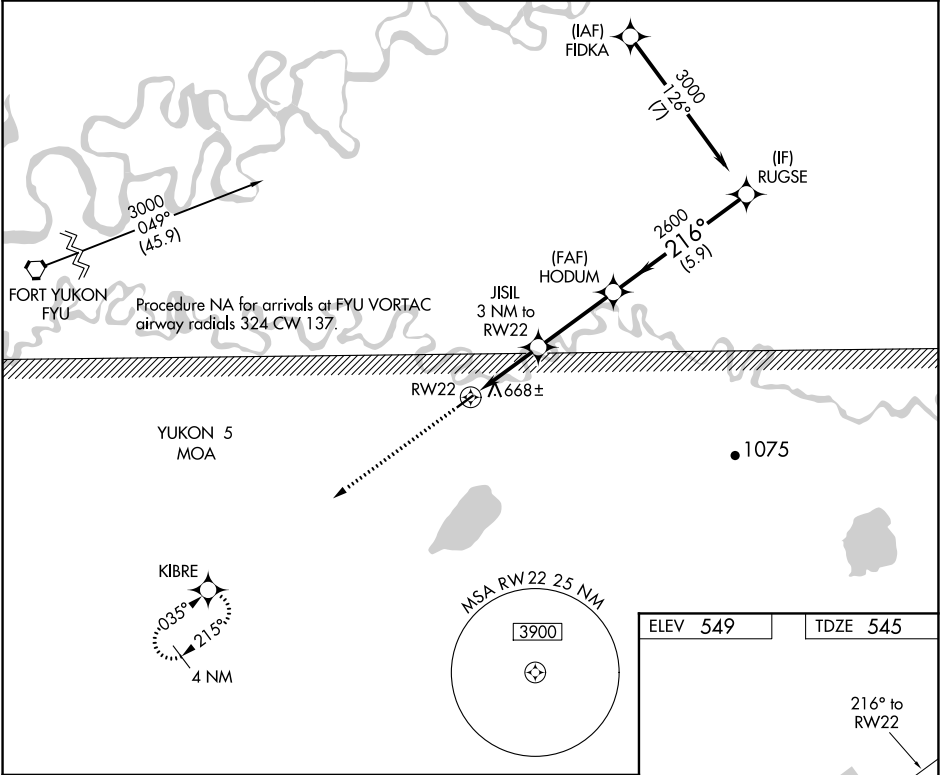 (IAF)
FIDKA
3000
126°
(7)
(IF)
RUGSE
2600
216°
(5.9)
(FAF)
HODUM
3000
049°
(45.9)
FORT YUKON
FYU
Procedure NA for arrivals at FYU VORTAC
airway radials 324 CW 137.
JISIL
3 NM to
RW22
RW22
668±
YUKON 5
MOA
1075
KIBRE
035°
215°
4 NM
MSA RW22 25 NM
3900
ELEV 549
TDZE 545
216° to
RW22